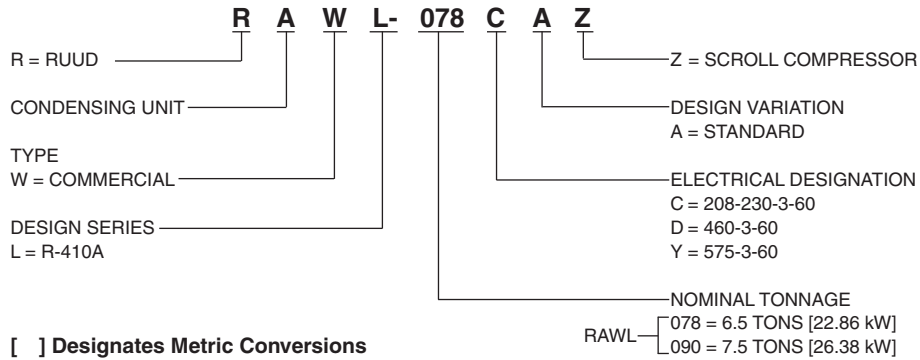 R A W L- 078 C A Z
R = RUUD
Z = SCROLL COMPRESSOR
CONDENSING UNIT
DESIGN VARIATION
A = STANDARD
TYPE
W = COMMERCIAL
ELECTRICAL DESIGNATION
C = 208-230-3-60
D = 460-3-60
Y = 575-3-60
DESIGN SERIES
L = R-410A
NOMINAL TONNAGE
RAWL
078 = 6.5 TONS [22.86 kW]
090 = 7.5 TONS [26.38 kW]
[ ] Designates Metric Conversions